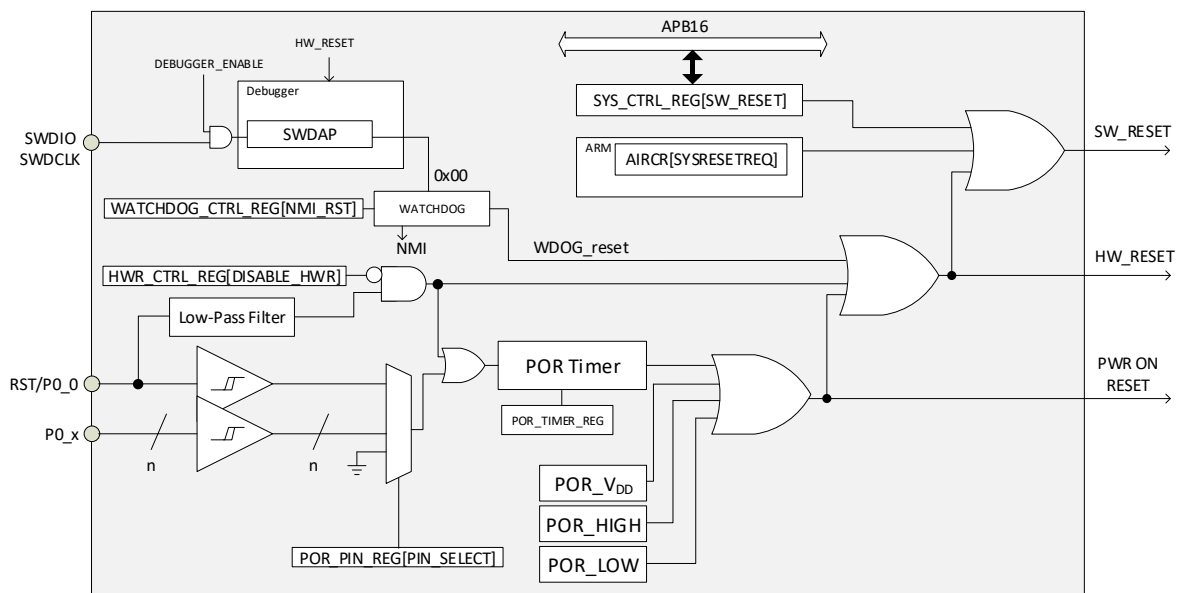 APB16
HW_RESET
DEBUGGER_ENABLE
Debugger
SWDAP
SYS_CTRL_REG[SW_RESET]
SWDIO
SWDCLK
ARM
AIRCR[SYSRESETREQ]
SW_RESET
0x00
WATCHDOG_CTRL_REG[NMI_RST]
WATCHDOG
NMI
WDOG_reset
HW_RESET
HWR_CTRL_REG[DISABLE_HWR]
Low-Pass Filter
RST/P0_0
POR Timer
PWR ON
RESET
POR_TIMER_REG
P0_x
n
n
POR_VDD
POR_HIGH
POR_PIN_REG[PIN_SELECT]
POR_LOW